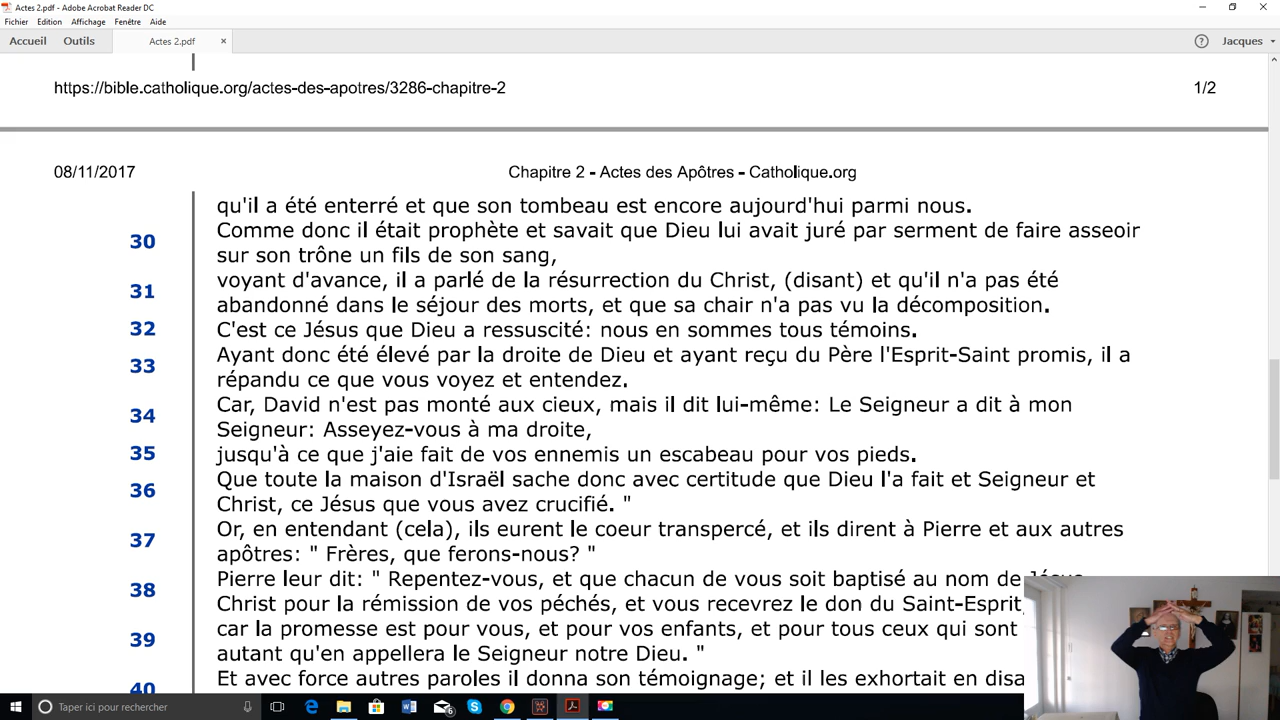 Actes 2.pdf - Adobe Acrobat Reader DC
Fichier Edition Affichage Fenêtre Aide
Accueil Outils Actes 2.pdf × ? Jacques
https://bible.catholique.org/actes-des-apotres/3286-chapitre-2 1/2
08/11/2017 Chapitre 2 - Actes des Apôtres - Catholique.org
qu'il a été enterré et que son tombeau est encore aujourd'hui parmi nous.
30 Comme donc il était prophète et savait que Dieu lui avait juré par serment de faire asseoir
sur son trône un fils de son sang,
31 voyant d'avance, il a parlé de la résurrection du Christ, (disant) et qu'il n'a pas été
abandonné dans le séjour des morts, et que sa chair n'a pas vu la décomposition.
32 C'est ce Jésus que Dieu a ressuscité: nous en sommes tous témoins.
33 Ayant donc été élevé par la droite de Dieu et ayant reçu du Père l'Esprit-Saint promis, il a
répandu ce que vous voyez et entendez.
34 Car, David n'est pas monté aux cieux, mais il dit lui-même: Le Seigneur a dit à mon
Seigneur: Asseyez-vous à ma droite,
35 jusqu'à ce que j'aie fait de vos ennemis un escabeau pour vos pieds.
36 Que toute la maison d'Israël sache donc avec certitude que Dieu l'a fait et Seigneur et
Christ, ce Jésus que vous avez crucifié. "
37 Or, en entendant (cela), ils eurent le coeur transpercé, et ils dirent à Pierre et aux autres
apôtres: " Frères, que ferons-nous? "
38 Pierre leur dit: " Repentez-vous, et que chacun de vous soit baptisé au nom de Jésus
Christ pour la rémission de vos péchés, et vous recevrez le don du Saint-Esprit,
39 car la promesse est pour vous, et pour vos enfants, et pour tous ceux qui sont
autant qu'en appellera le Seigneur notre Dieu. "
40 Et avec force autres paroles il donna son témoignage; et il les exhortait en disa
Taper ici pour rechercher